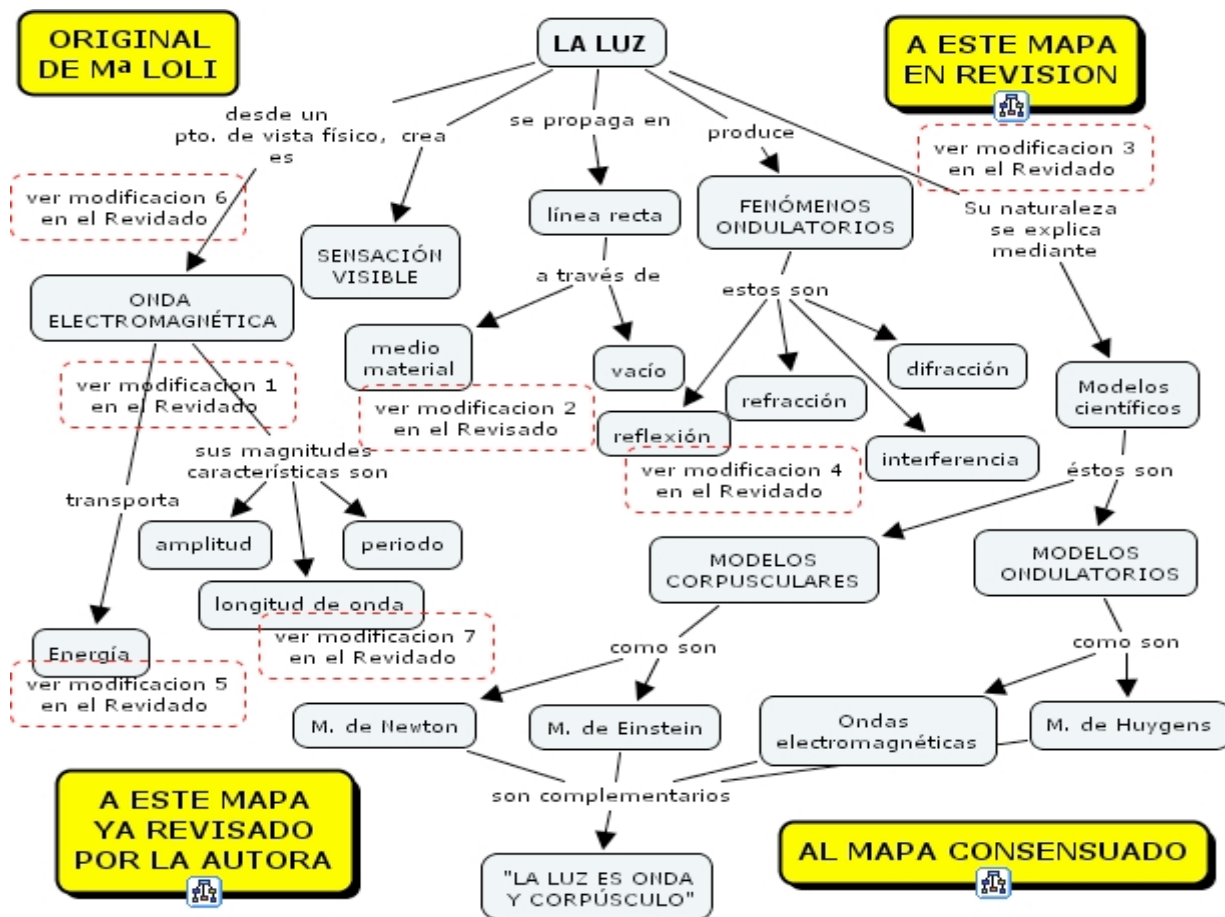 ORIGINAL
DE Mª LOLI
LA LUZ
A ESTE MAPA
EN REVISION
desde un
pto. de vista físico,
es
crea
se propaga en
produce
ver modificacion 3
en el Revidado
ver modificacion 6
en el Revidado
línea recta
FENÓMENOS
ONDULATORIOS
Su naturaleza
se explica
mediante
SENSACIÓN
VISIBLE
ONDA
ELECTROMAGNÉTICA
a través de
estos son
medio
material
vacío
difracción
refracción
reflexión
interferencia
Modelos
científicos
ver modificacion 1
en el Revidado
ver modificacion 2
en el Revisado
ver modificacion 4
en el Revidado
sus magnitudes
características son
transporta
éstos son
amplitud
periodo
longitud de onda
ver modificacion 7
en el Revidado
Energía
ver modificacion 5
en el Revidado
MODELOS
CORPUSCULARES
MODELOS
ONDULATORIOS
como son
como son
M. de Newton
M. de Einstein
Ondas
electromagnéticas
M. de Huygens
son complementarios
A ESTE MAPA
YA REVISADO
POR LA AUTORA
AL MAPA CONSENSUADO
"LA LUZ ES ONDA
Y CORPÚSCULO"